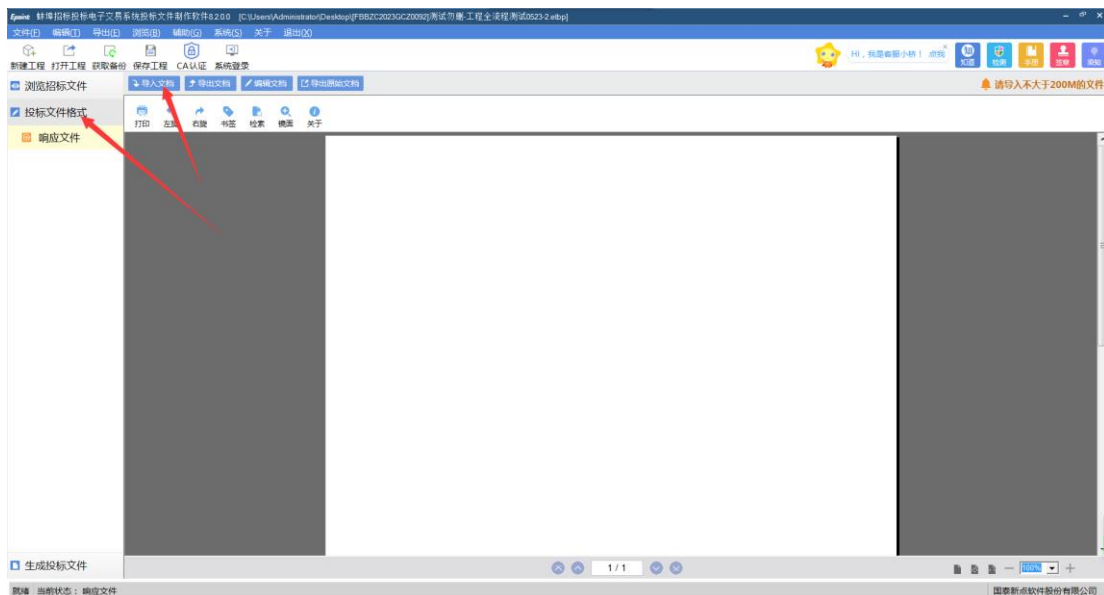 Epoint 蚌埠招标投标电子交易系统投标文件制作软件8.2.0.0 [C:\Users\Administrator\Desktop\[FBBZC2023GCZ0092]测试勿删-工程全流程测试0523-2.etbp]
文件(F) 编辑(T) 导出(E) 浏览(B) 辅助(G) 系统(S) 关于 退出(X)
新建工程 打开工程 获取备份 保存工程 CA认证 系统登录
Hi，我是 点我 知道 检测 手册 签章 须知
浏览招标文件 导入文档 导出文档 编辑文档 导出原始文档 请导入不大于200M的文件
投标文件格式
打印 左旋 右旋 书签 检索 关于
响应文件
生成投标文件 1 / 1 100%
就绪 当前状态：响应文件 国泰新点软件股份有限公司